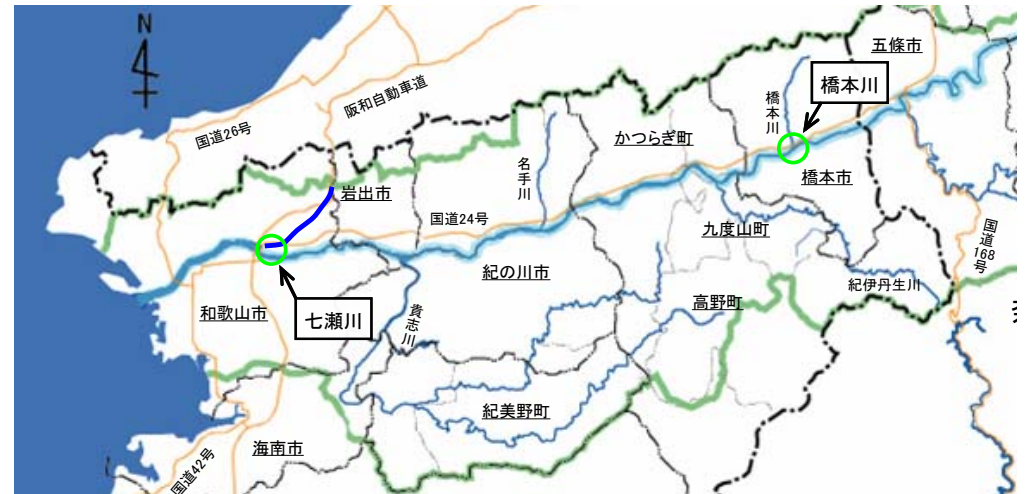 N
五條市
橋本川
阪和自動車道
橋本川
国道26号
かつらぎ町
名手川
橋本市
岩出市
国道24号
九度山町
国道168号
紀の川市
紀伊丹生川
高野町
和歌山市
七瀬川
貴志川
紀美野町
海南市
国道42号